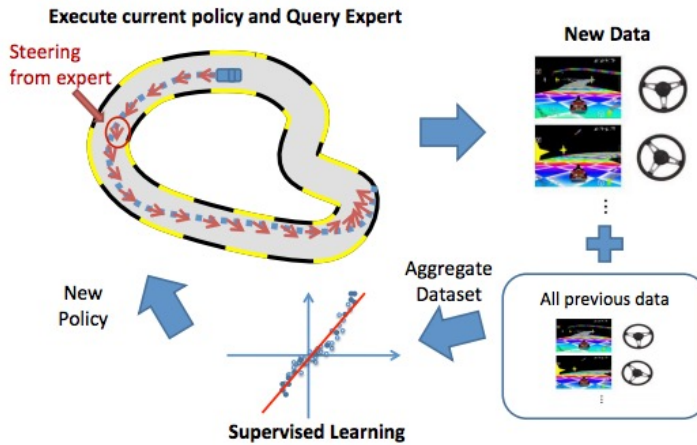 Execute current policy and Query Expert
Steering
from expert
New Data
...
Aggregate
Dataset
All previous data
...
New
Policy
Supervised Learning